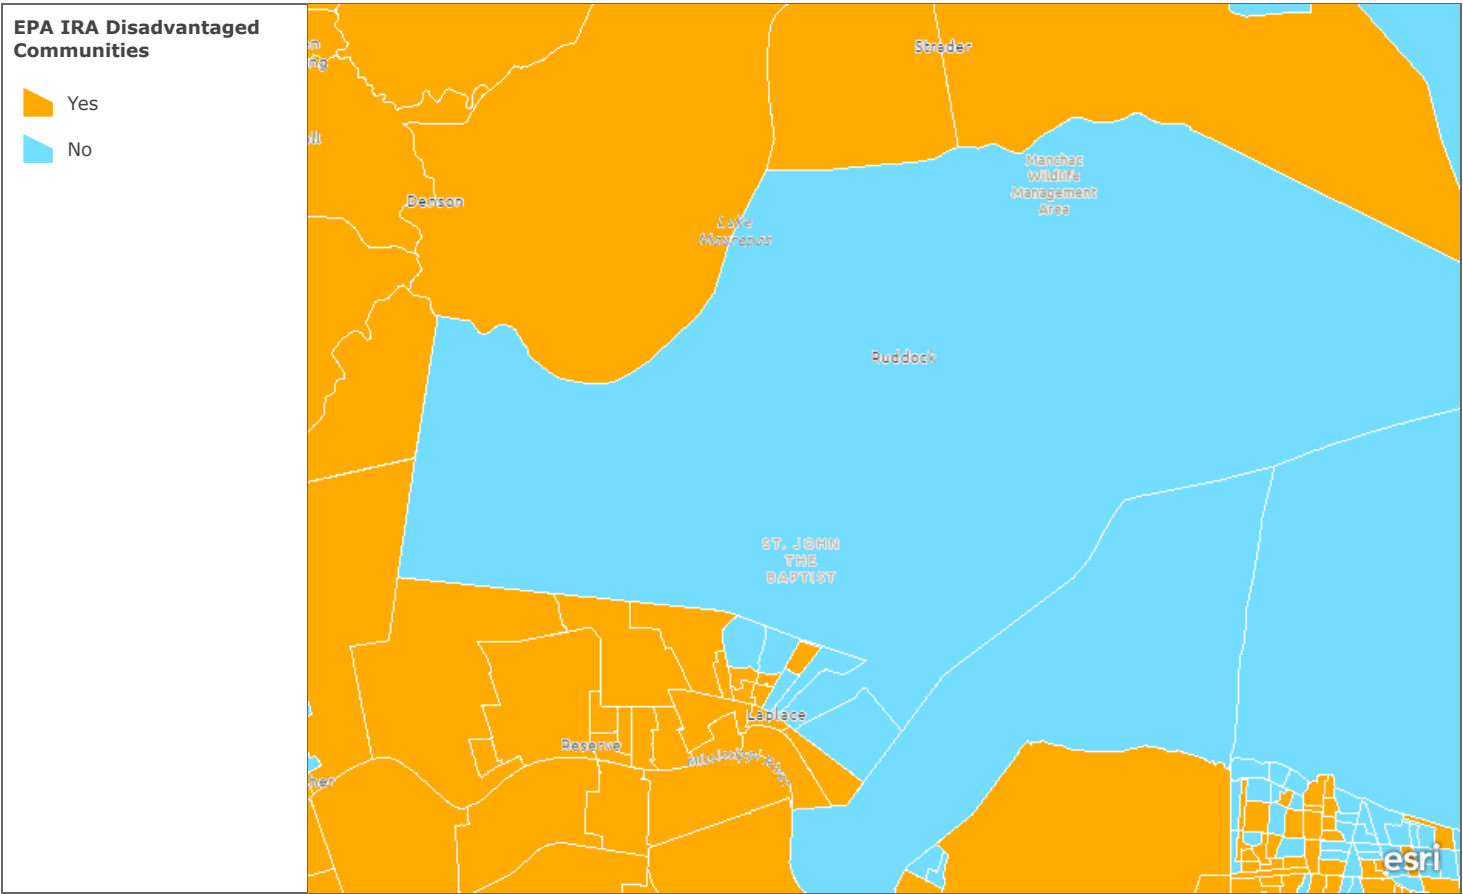 EPA IRA Disadvantaged
Communities
Yes
No
Strader
Manchac
Wildlife
Management
Area
Denson
Lake
Maurepas
Ruddock
ST. JOHN
THE
BAPTIST
Laplace
Reserve
Mississippi River
her
esri